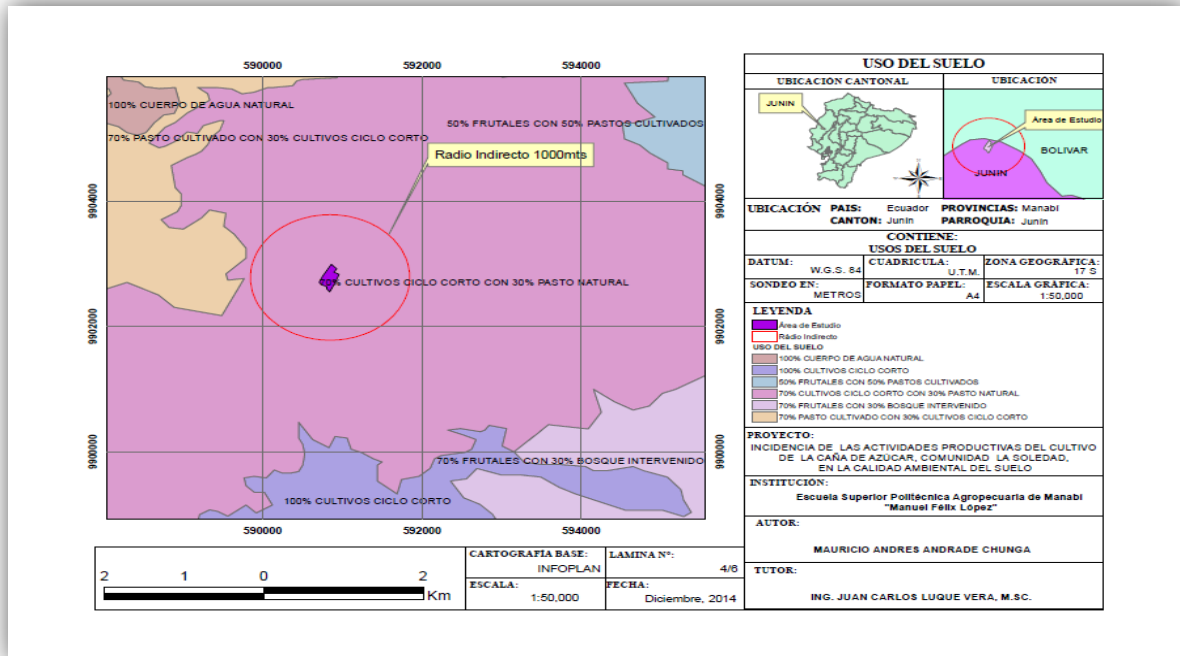 590000
592000
594000
100% CUERPO DE AGUA NATURAL
70% PASTO CULTIVADO CON 30% CULTIVOS CICLO CORTO
50% FRUTALES CON 50% PASTOS CULTIVADOS
Radio Indirecto 1000mts
9904000
9904000
CULTIVOS CICLO CORTO CON 30% PASTO NATURAL
9902000
9902000
9900000
9900000
70% FRUTALES CON 30% BOSQUE INTERVENIDO
100% CULTIVOS CICLO CORTO
590000
592000
594000
2 1 0 2
Km
CARTOGRAFÍA BASE:
INFOPLAN
LAMINA Nº:
4/6
ESCALA:
1:50,000
FECHA:
Diciembre, 2014
USO DEL SUELO
UBICACIÓN CANTONAL
UBICACIÓN
JUNIN
Área de Estudio
BOLIVAR
JUNIN
UBICACIÓN PAIS: Ecuador PROVINCIAS: Manabí
CANTON: Junín PARROQUIA: Junín
CONTIENE:
USOS DEL SUELO
DATUM:
W.G.S. 84
CUADRICULA:
U.T.M.
ZONA GEOGRÁFICA:
17 S
SONDEO EN:
METROS
FORMATO PAPEL:
A4
ESCALA GRÁFICA:
1:50,000
LEYENDA
Área de Estudio
Rádio Indirecto
USO DEL SUELO
100% CUERPO DE AGUA NATURAL
100% CULTIVOS CICLO CORTO
50% FRUTALES CON 50% PASTOS CULTIVADOS
70% CULTIVOS CICLO CORTO CON 30% PASTO NATURAL
70% FRUTALES CON 30% BOSQUE INTERVENIDO
70% PASTO CULTIVADO CON 30% CULTIVOS CICLO CORTO
PROYECTO:
INCIDENCIA DE LAS ACTIVIDADES PRODUCTIVAS DEL CULTIVO
DE LA CAÑA DE AZÚCAR, COMUNIDAD LA SOLEDAD,
EN LA CALIDAD AMBIENTAL DEL SUELO
INSTITUCIÓN:
Escuela Superior Politécnica Agropecuaria de Manabí
"Manuel Félix López"
AUTOR:
MAURICIO ANDRES ANDRADE CHUNGA
TUTOR:
ING. JUAN CARLOS LUQUE VERA, M.SC.